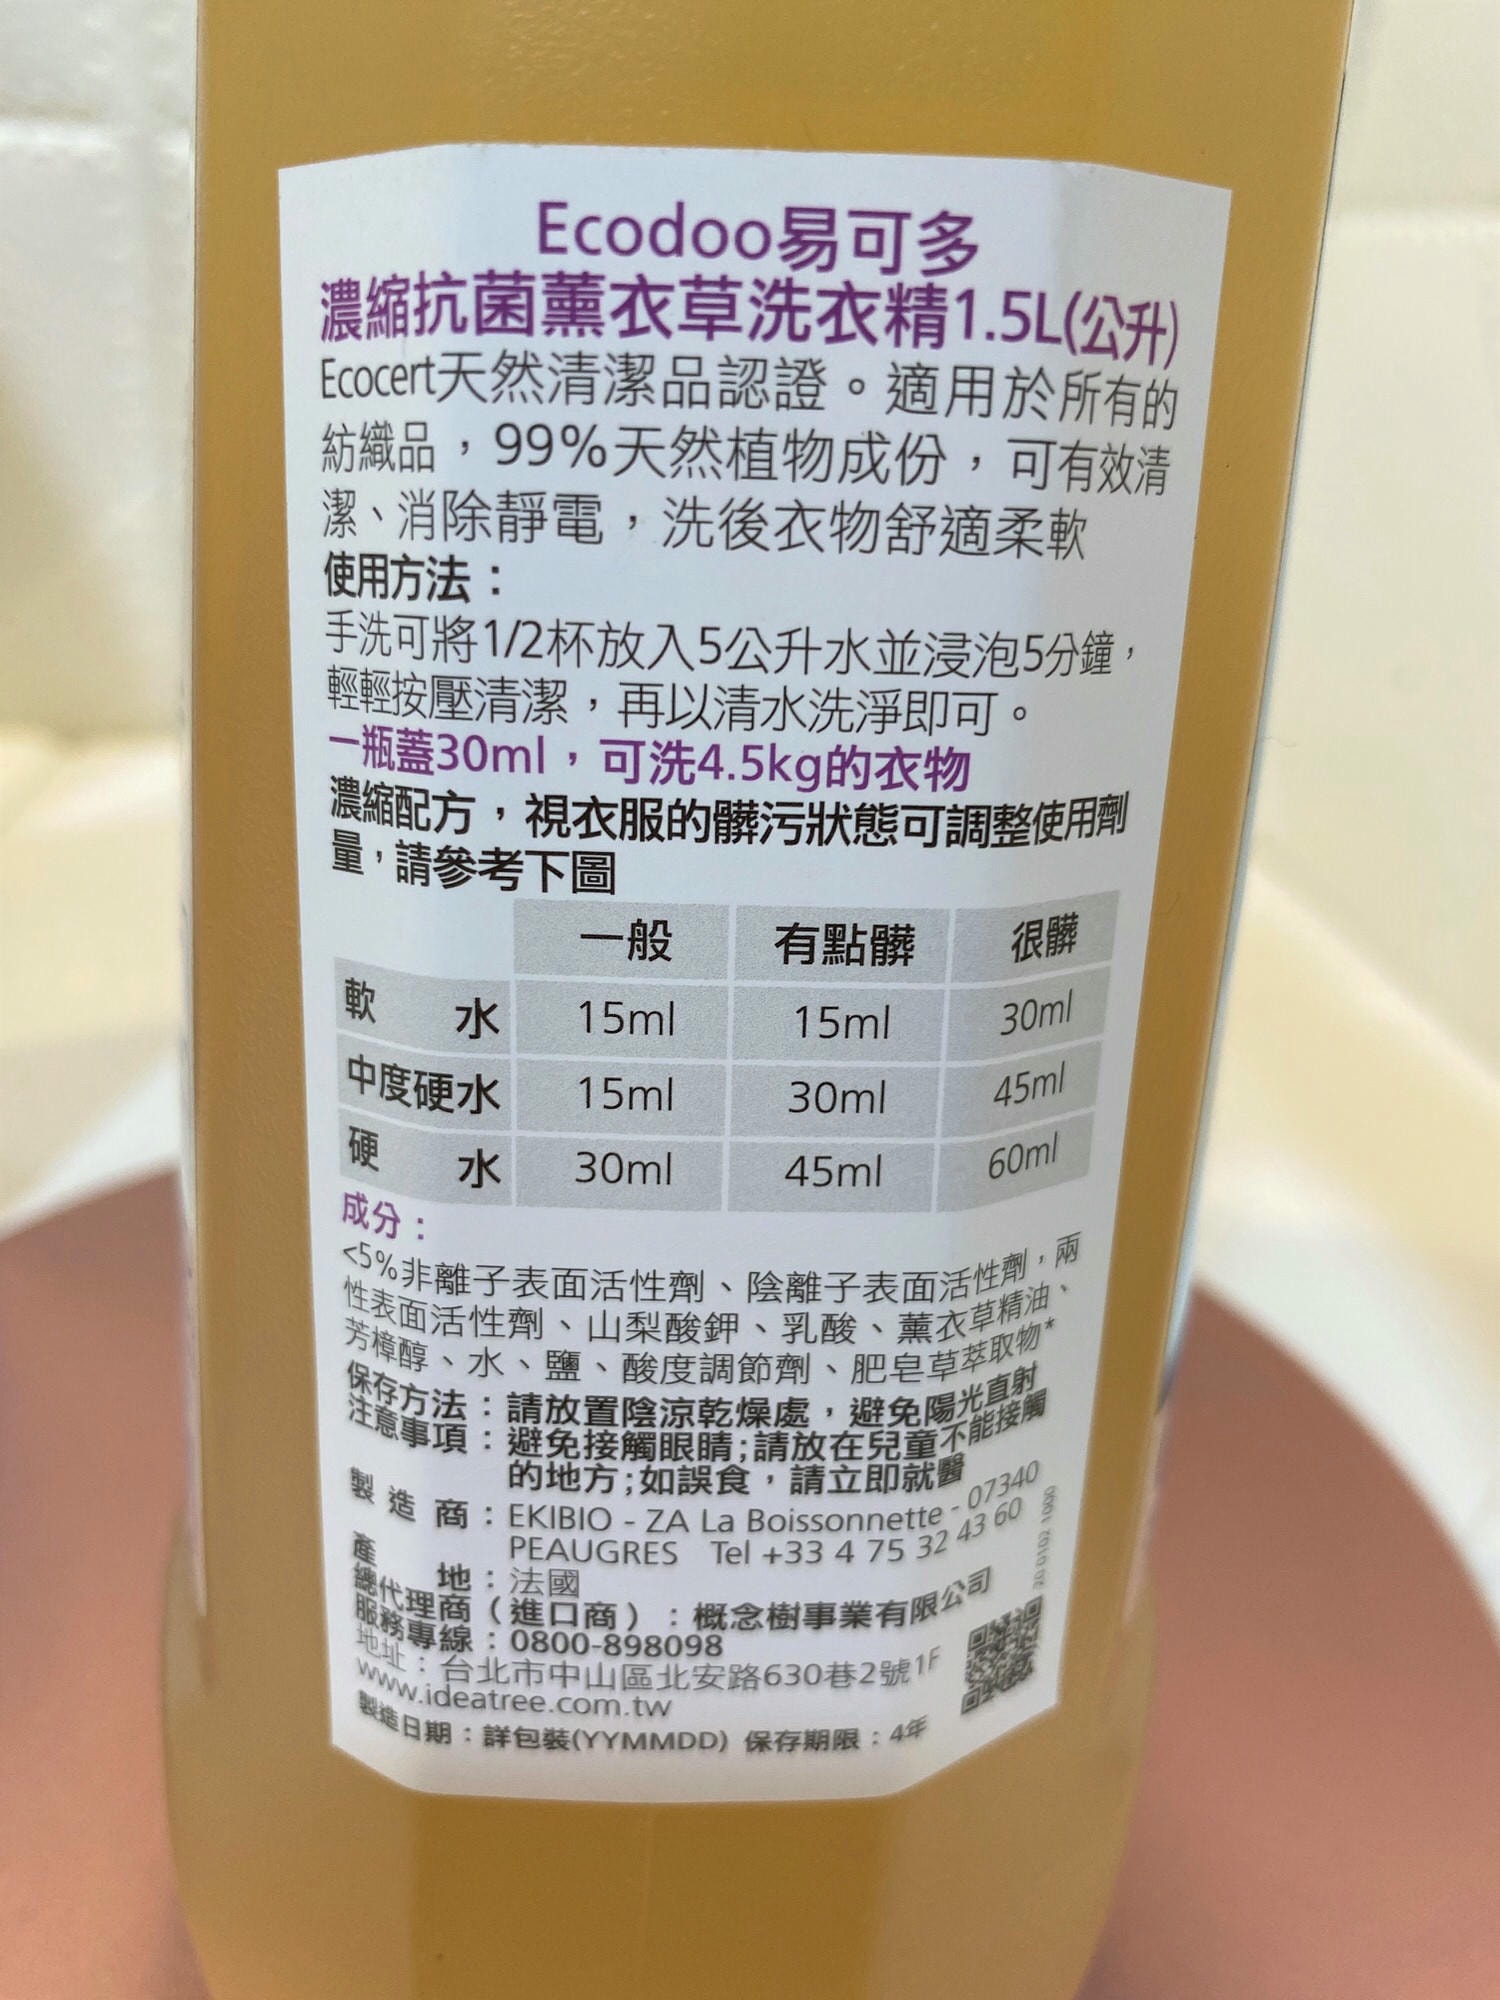 Ecodoo易可多
濃縮抗菌薰衣草洗衣精1.5L(公升)
Ecocert天然清潔品認證。適用於所有的
紡織品，99%天然植物成份，可有效清
潔、消除靜電，洗後衣物舒適柔軟
使用方法：
手洗可將1/2杯放入5公升水並浸泡5分鐘，
輕輕按壓清潔，再以清水洗淨即可。
一瓶蓋30ml，可洗4.5kg的衣物
濃縮配方，視衣服的髒污狀態可調整使用劑
量，請參考下圖
一般 有點髒 很髒
軟 水 15ml 15ml 30ml
中度硬水 15ml 30ml 45ml
硬 水 30ml 45ml 60ml
成分：
<5%非離子表面活性劑、陰離子表面活性劑，兩
性表面活性劑、山梨酸鉀、乳酸、薰衣草精油、
芳樟醇、水、鹽、酸度調節劑、肥皂草萃取物*
保存方法：請放置陰涼乾燥處，避免陽光直射
注意事項：避免接觸眼睛;請放在兒童不能接觸
的地方;如誤食，請立即就醫
製造商：EKIBIO - ZA La Boissonnette - 07340
PEAUGRES Tel +33 4 75 32 43 60
產 地：法國
總代理商（進口商）：概念樹事業有限公司
服務專線：0800-898098
地址：台北市中山區北安路630巷2號1F
www.ideatree.com.tw
製造日期：詳包裝(YYMMDD) 保存期限：4年